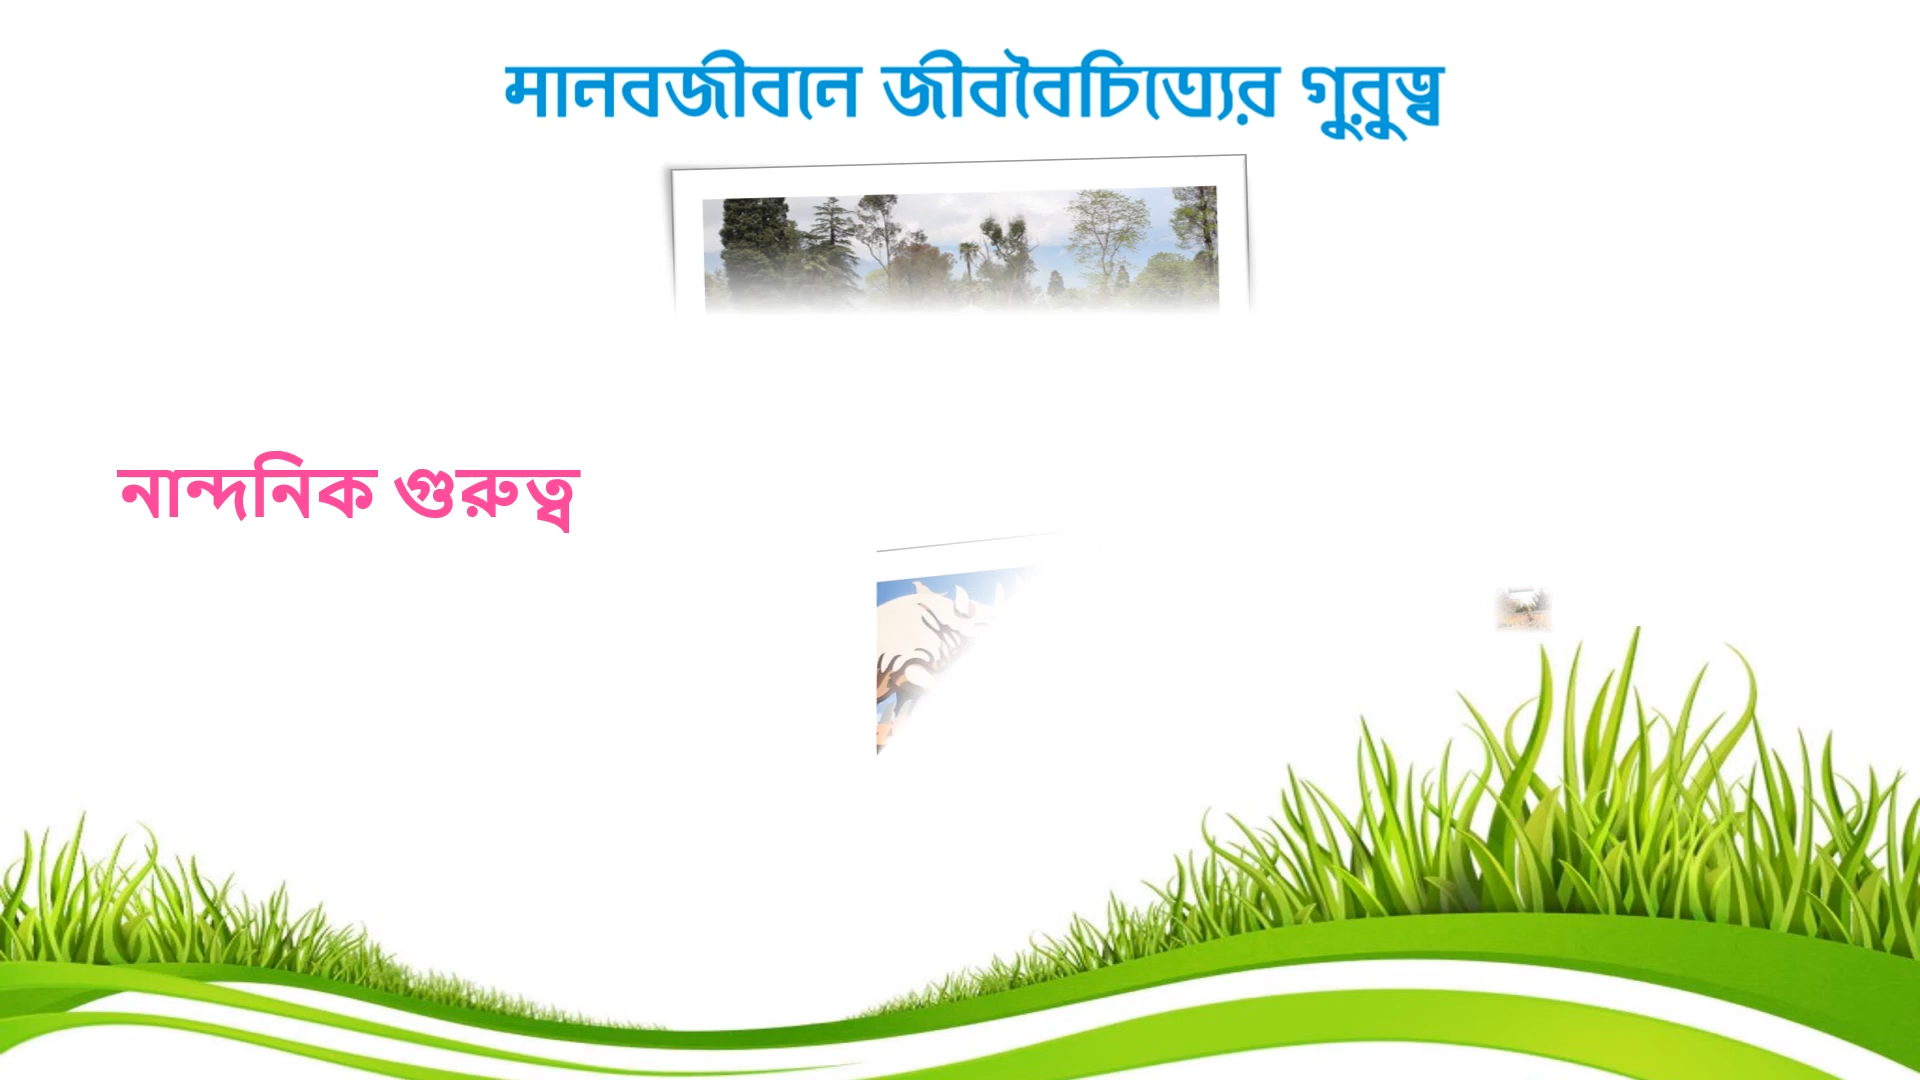 মানবজীবনে জীববৈচিত্র্যের গুরুত্ব
নান্দনিক গুরুত্ব